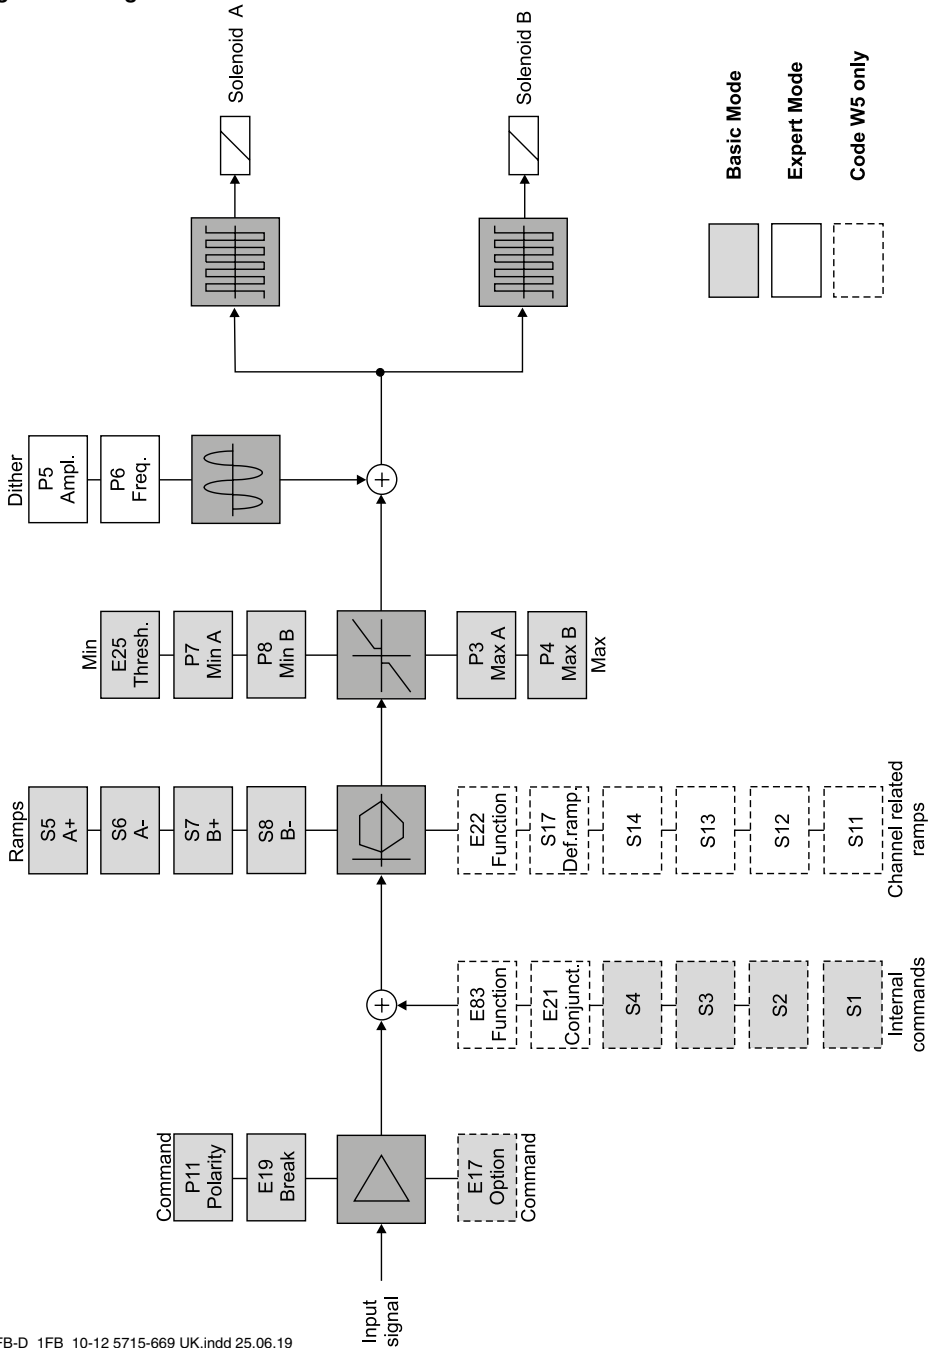 Input
signal
Command
P11
Polarity
E19
Break
E17
Option
Command
E83
Function
E21
Conjunct.
S4
S3
S2
S1
Internal
commands
Ramps
S5
A+
S6
A-
S7
B+
S8
B-
E22
Function
S17
Def.ramp.
S14
S13
S12
S11
Channel related
ramps
Min
E25
Thresh.
P7
Min A
P8
Min B
P3
Max A
P4
Max B
Max
Dither
P5
Ampl.
P6
Freq.
Solenoid A
Solenoid B
Basic Mode
Expert Mode
Code W5 only
1FB 10-12 5715-669 UK.indd 25.06.19